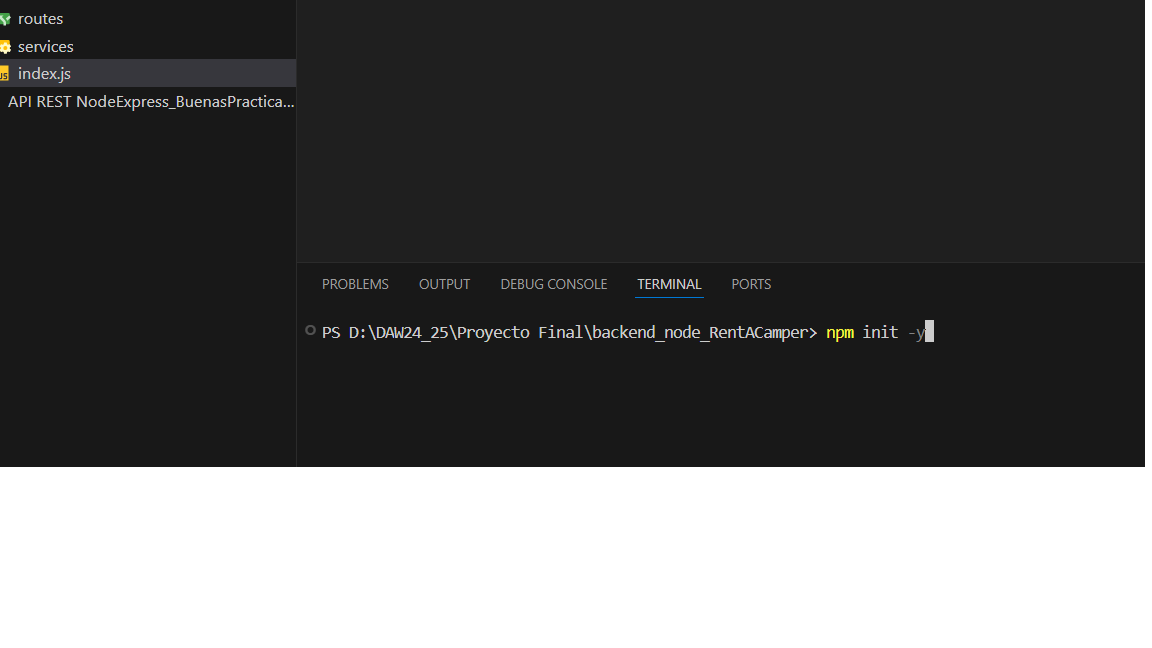 routes
services
JS index.js
API REST NodeExpress_BuenasPractica...
PROBLEMS OUTPUT DEBUG CONSOLE TERMINAL PORTS
PS D:\DAW24_25\Proyecto Final\backend_node_RentACamper> npm init -y